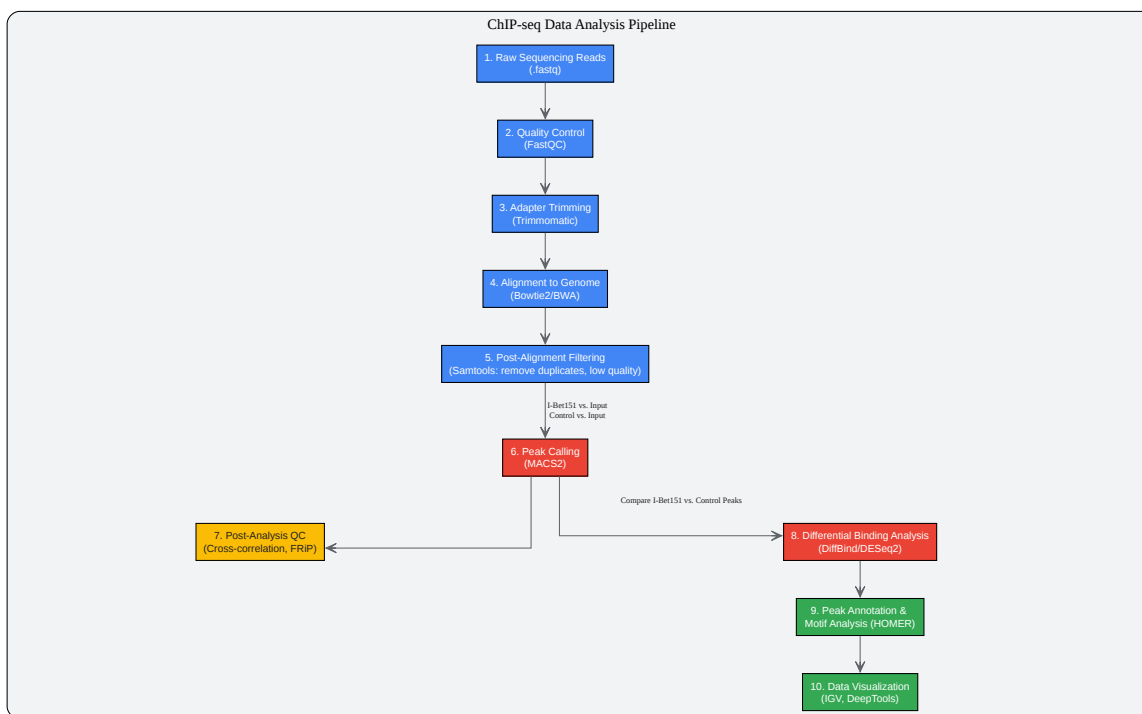 ChIP-seq Data Analysis Pipeline
1. Raw Sequencing Reads
(.fastq)
2. Quality Control
(FastQC)
3. Adapter Trimming
(Trimmomatic)
4. Alignment to Genome
(Bowtie2/BWA)
5. Post-Alignment Filtering
(Samtools: remove duplicates, low quality)
I-Bet151 vs. Input
Control vs. Input
6. Peak Calling
(MACS2)
Compare I-Bet151 vs. Control Peaks
7. Post-Analysis QC
(Cross-correlation, FRiP)
8. Differential Binding Analysis
(DiffBind/DESeq2)
9. Peak Annotation &
Motif Analysis (HOMER)
10. Data Visualization
(IGV, DeepTools)